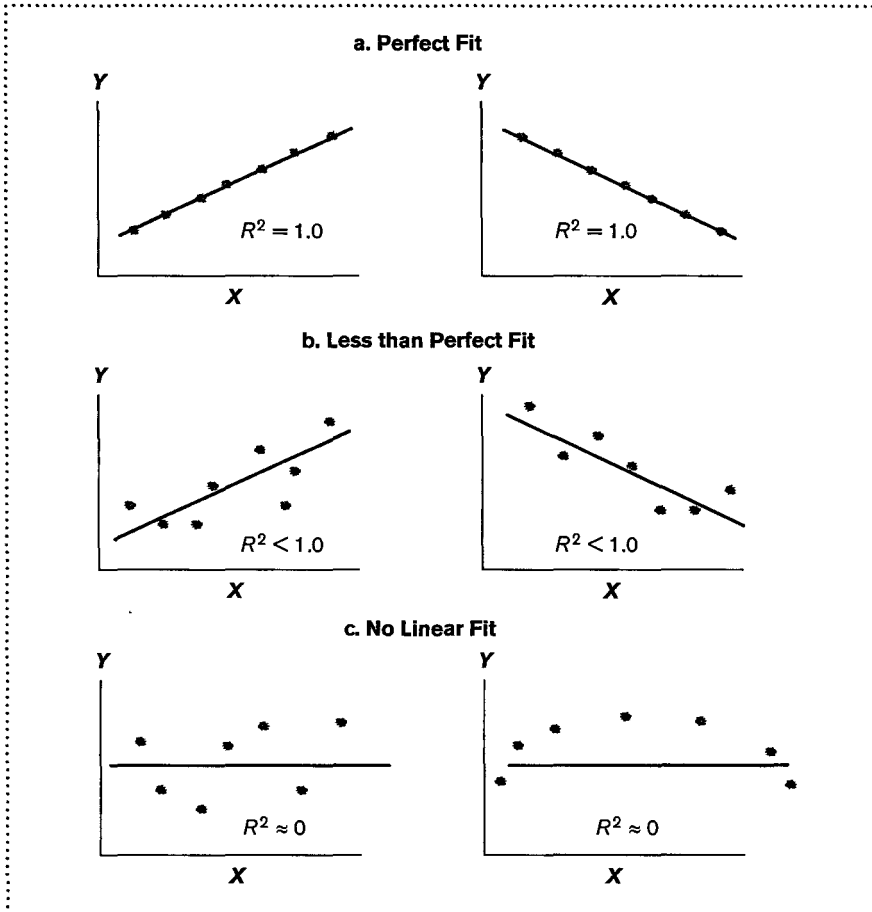 a. Perfect Fit
Y
Y
R² = 1.0
R² = 1.0
X
X
b. Less than Perfect Fit
Y
Y
R² < 1.0
R² < 1.0
X
X
c. No Linear Fit
Y
Y
R² ≈ 0
R² ≈ 0
X
X